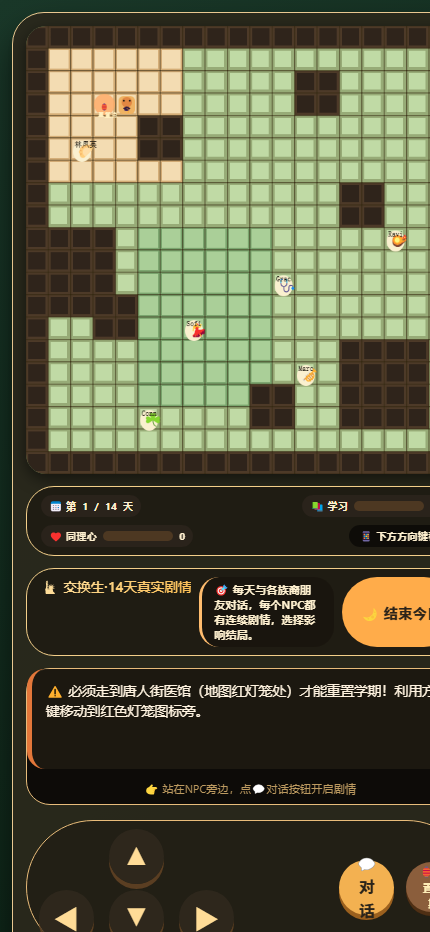 林凤英
Ravi
Sofi
Marc
第 1 / 14 天
学习
同理心
0
下方方向键
交换生·14天真实剧情
每天与各族裔朋
友对话,每个NPC都
有连续剧情,选择影
响结局。
结束今
必须走到唐人街医馆(地图红灯笼处)才能重置学期!利用方
键移动到红色灯笼图标旁。
站在NPC旁边,点💬对话按钮开启剧情
对
话